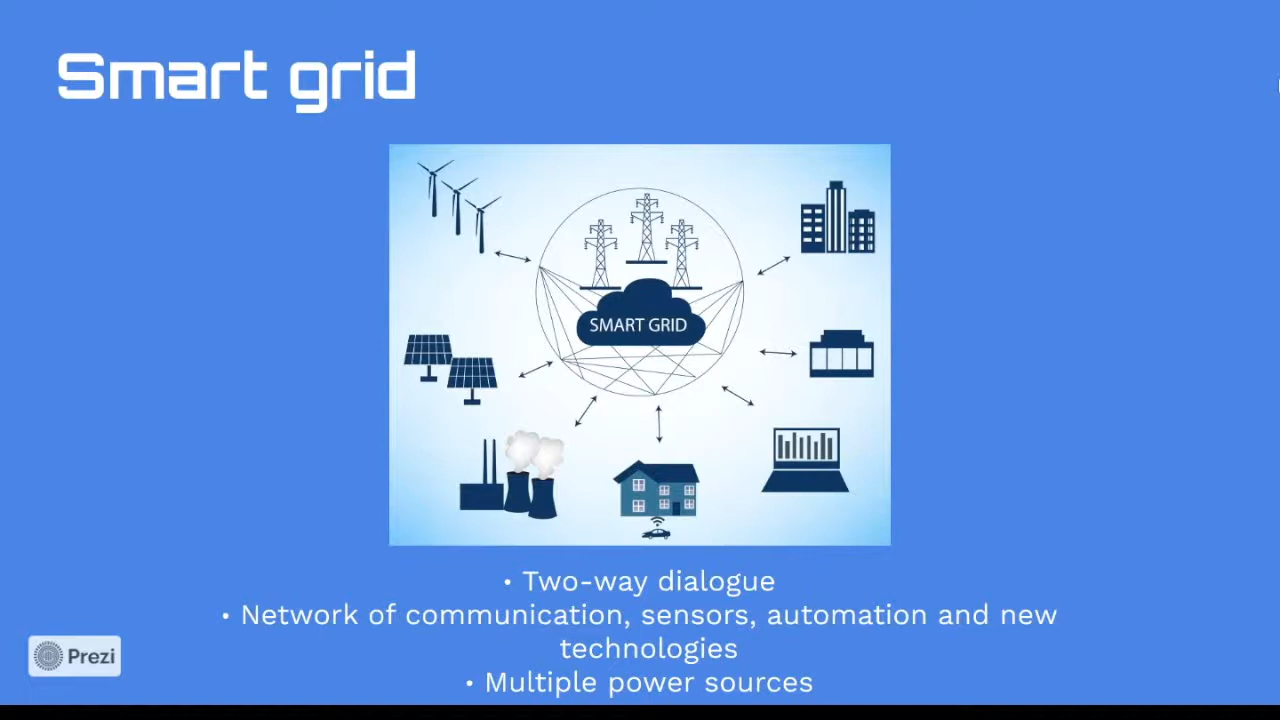 Smart grid
SMART GRID
• Two-way dialogue
• Network of communication, sensors, automation and new
technologies
• Multiple power sources
Prezi